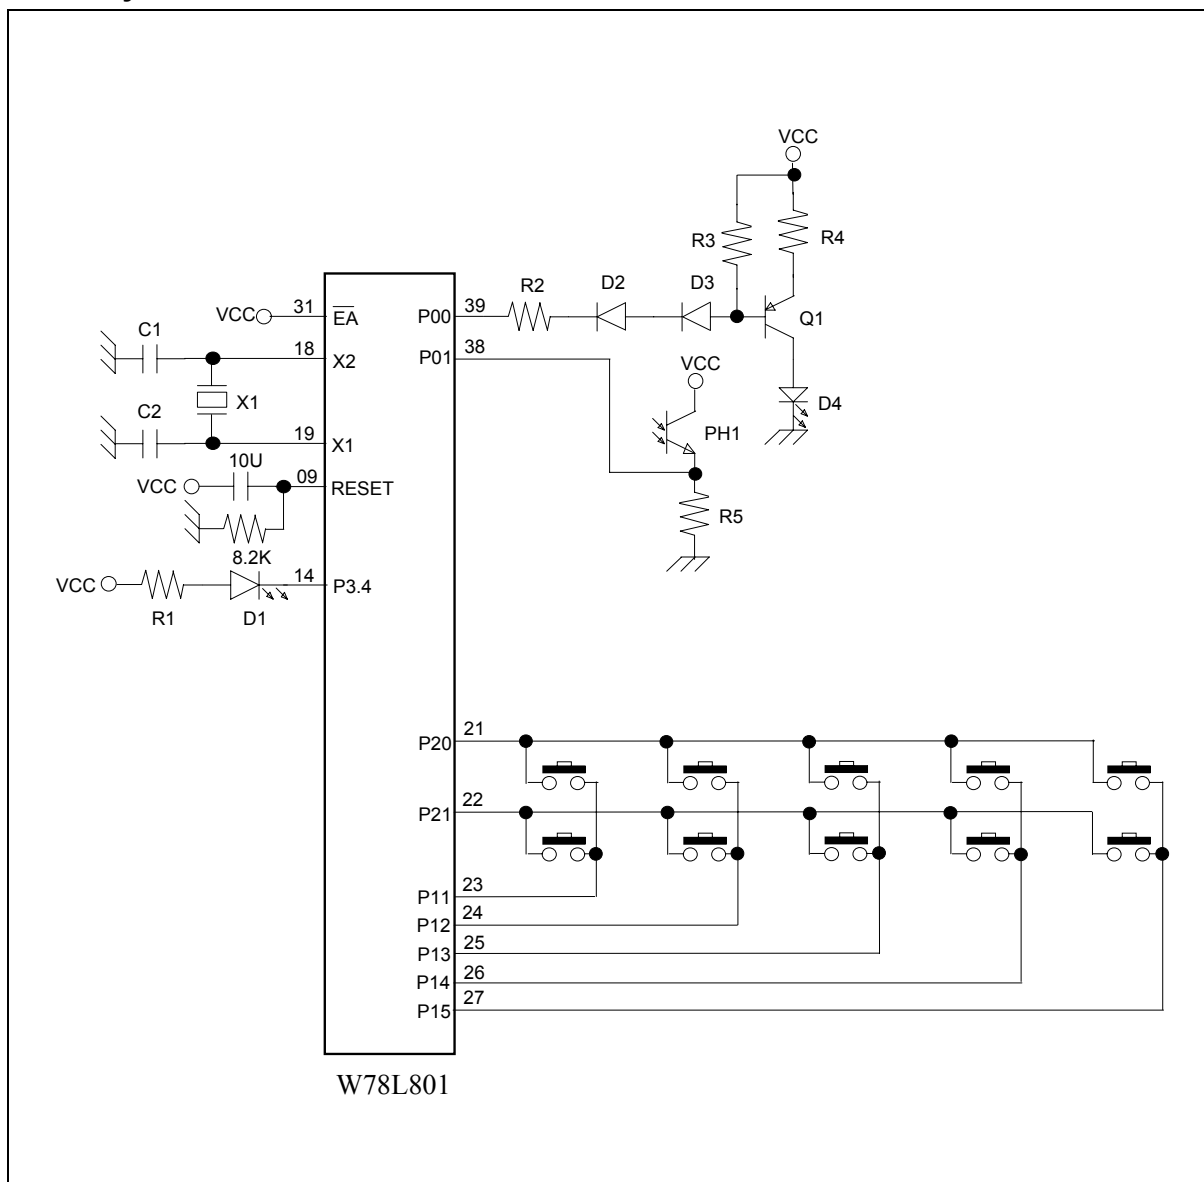 VCC
R3
R4
R2
D2
D3
Q1
VCC
31
EA
P00
39
C1
18
X2
P01
38
VCC
X1
D4
C2
19
X1
PH1
10U
VCC
09
RESET
R5
8.2K
VCC
14
P3.4
R1
D1
P20
21
P21
22
P11
23
P12
24
P13
25
P14
26
P15
27
W78L801